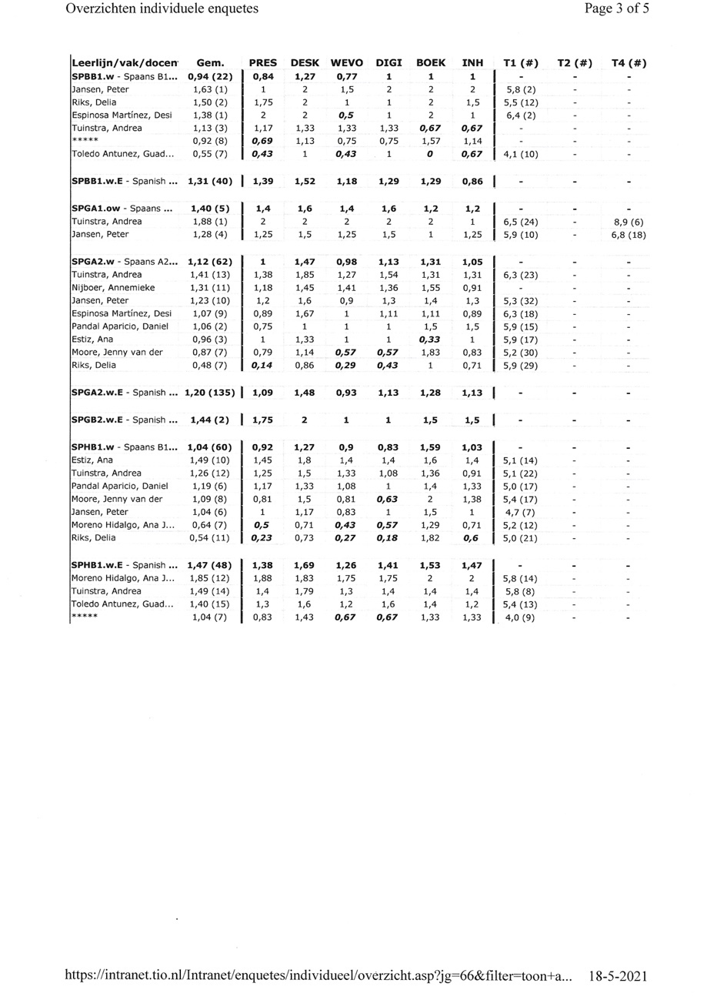 Overzichten individuele enquetes Page 3 of 5
Leerlijn/vak/docen Gem. PRES DESK WEVO DIGI BOEK INH T1 (#) T2 (#) T4 (#)
SPBB1.w - Spaans B1... 0,94 (22) 0,84 1,27 0,77 1 1 1 - - -
Jansen, Peter 1,63 (1) 1 2 1,5 2 2 2 5,8 (2) - -
Riks, Delia 1,50 (2) 1,75 2 1 1 2 1,5 5,5 (12) - -
Espinosa Martínez, Desi 1,38 (1) 2 2 0,5 1 2 1 6,4 (2) - -
Tuinstra, Andrea 1,13 (3) 1,17 1,33 1,33 1,33 0,67 0,67 - - -
***** 0,92 (8) 0,69 1,13 0,75 0,75 1,57 1,14 - - -
Toledo Antunez, Guad... 0,55 (7) 0,43 1 0,43 1 0 0,67 4,1 (10) - -
SPBB1.w.E - Spanish ... 1,31 (40) 1,39 1,52 1,18 1,29 1,29 0,86 - - -
SPGA1.ow - Spaans ... 1,40 (5) 1,4 1,6 1,4 1,6 1,2 1,2 - - -
Tuinstra, Andrea 1,88 (1) 2 2 2 2 2 1 6,5 (24) - 8,9 (6)
Jansen, Peter 1,28 (4) 1,25 1,5 1,25 1,5 1 1,25 5,9 (10) - 6,8 (18)
SPGA2.w - Spaans A2... 1,12 (62) 1 1,47 0,98 1,13 1,31 1,05 - - -
Tuinstra, Andrea 1,41 (13) 1,38 1,85 1,27 1,54 1,31 1,31 6,3 (23) - -
Nijboer, Annemieke 1,31 (11) 1,18 1,45 1,41 1,36 1,55 0,91 - - -
Jansen, Peter 1,23 (10) 1,2 1,6 0,9 1,3 1,4 1,3 5,3 (32) - -
Espinosa Martínez, Desi 1,07 (9) 0,89 1,67 1 1,11 1,11 0,89 6,3 (18) - -
Pandal Aparicio, Daniel 1,06 (2) 0,75 1 1 1 1,5 1,5 5,9 (15) - -
Estiz, Ana 0,96 (3) 1 1,33 1 1 0,33 1 5,9 (17) - -
Moore, Jenny van der 0,87 (7) 0,79 1,14 0,57 0,57 1,83 0,83 5,2 (30) - -
Riks, Delia 0,48 (7) 0,14 0,86 0,29 0,43 1 0,71 5,9 (29) - -
SPGA2.w.E - Spanish ... 1,20 (135) 1,09 1,48 0,93 1,13 1,28 1,13 - - -
SPGB2.w.E - Spanish ... 1,44 (2) 1,75 2 1 1 1,5 1,5 - - -
SPHB1.w - Spaans B1... 1,04 (60) 0,92 1,27 0,9 0,83 1,59 1,03 - - -
Estiz, Ana 1,49 (10) 1,45 1,8 1,4 1,4 1,6 1,4 5,1 (14) - -
Tuinstra, Andrea 1,26 (12) 1,25 1,5 1,33 1,08 1,36 0,91 5,1 (22) - -
Pandal Aparicio, Daniel 1,19 (6) 1,17 1,33 1,08 1 1,4 1,33 5,0 (17) - -
Moore, Jenny van der 1,09 (8) 0,81 1,5 0,81 0,63 2 1,38 5,4 (17) - -
Jansen, Peter 1,04 (6) 1 1,17 0,83 1 1,5 1 4,7 (7) - -
Moreno Hidalgo, Ana J... 0,64 (7) 0,5 0,71 0,43 0,57 1,29 0,71 5,2 (12) - -
Riks, Delia 0,54 (11) 0,23 0,73 0,27 0,18 1,82 0,6 5,0 (21) - -
SPHB1.w.E - Spanish ... 1,47 (48) 1,38 1,69 1,26 1,41 1,53 1,47 - - -
Moreno Hidalgo, Ana J... 1,85 (12) 1,88 1,83 1,75 1,75 2 2 5,8 (14) - -
Tuinstra, Andrea 1,49 (14) 1,4 1,79 1,3 1,4 1,4 1,4 5,8 (8) - -
Toledo Antunez, Guad... 1,40 (15) 1,3 1,6 1,2 1,6 1,4 1,2 5,4 (13) - -
***** 1,04 (7) 0,83 1,43 0,67 0,67 1,33 1,33 4,0 (9) - -
https://intranet.tio.nl/Intranet/enquetes/individueel/overzicht.asp?jg=66&filter=toon+a... 18-5-2021